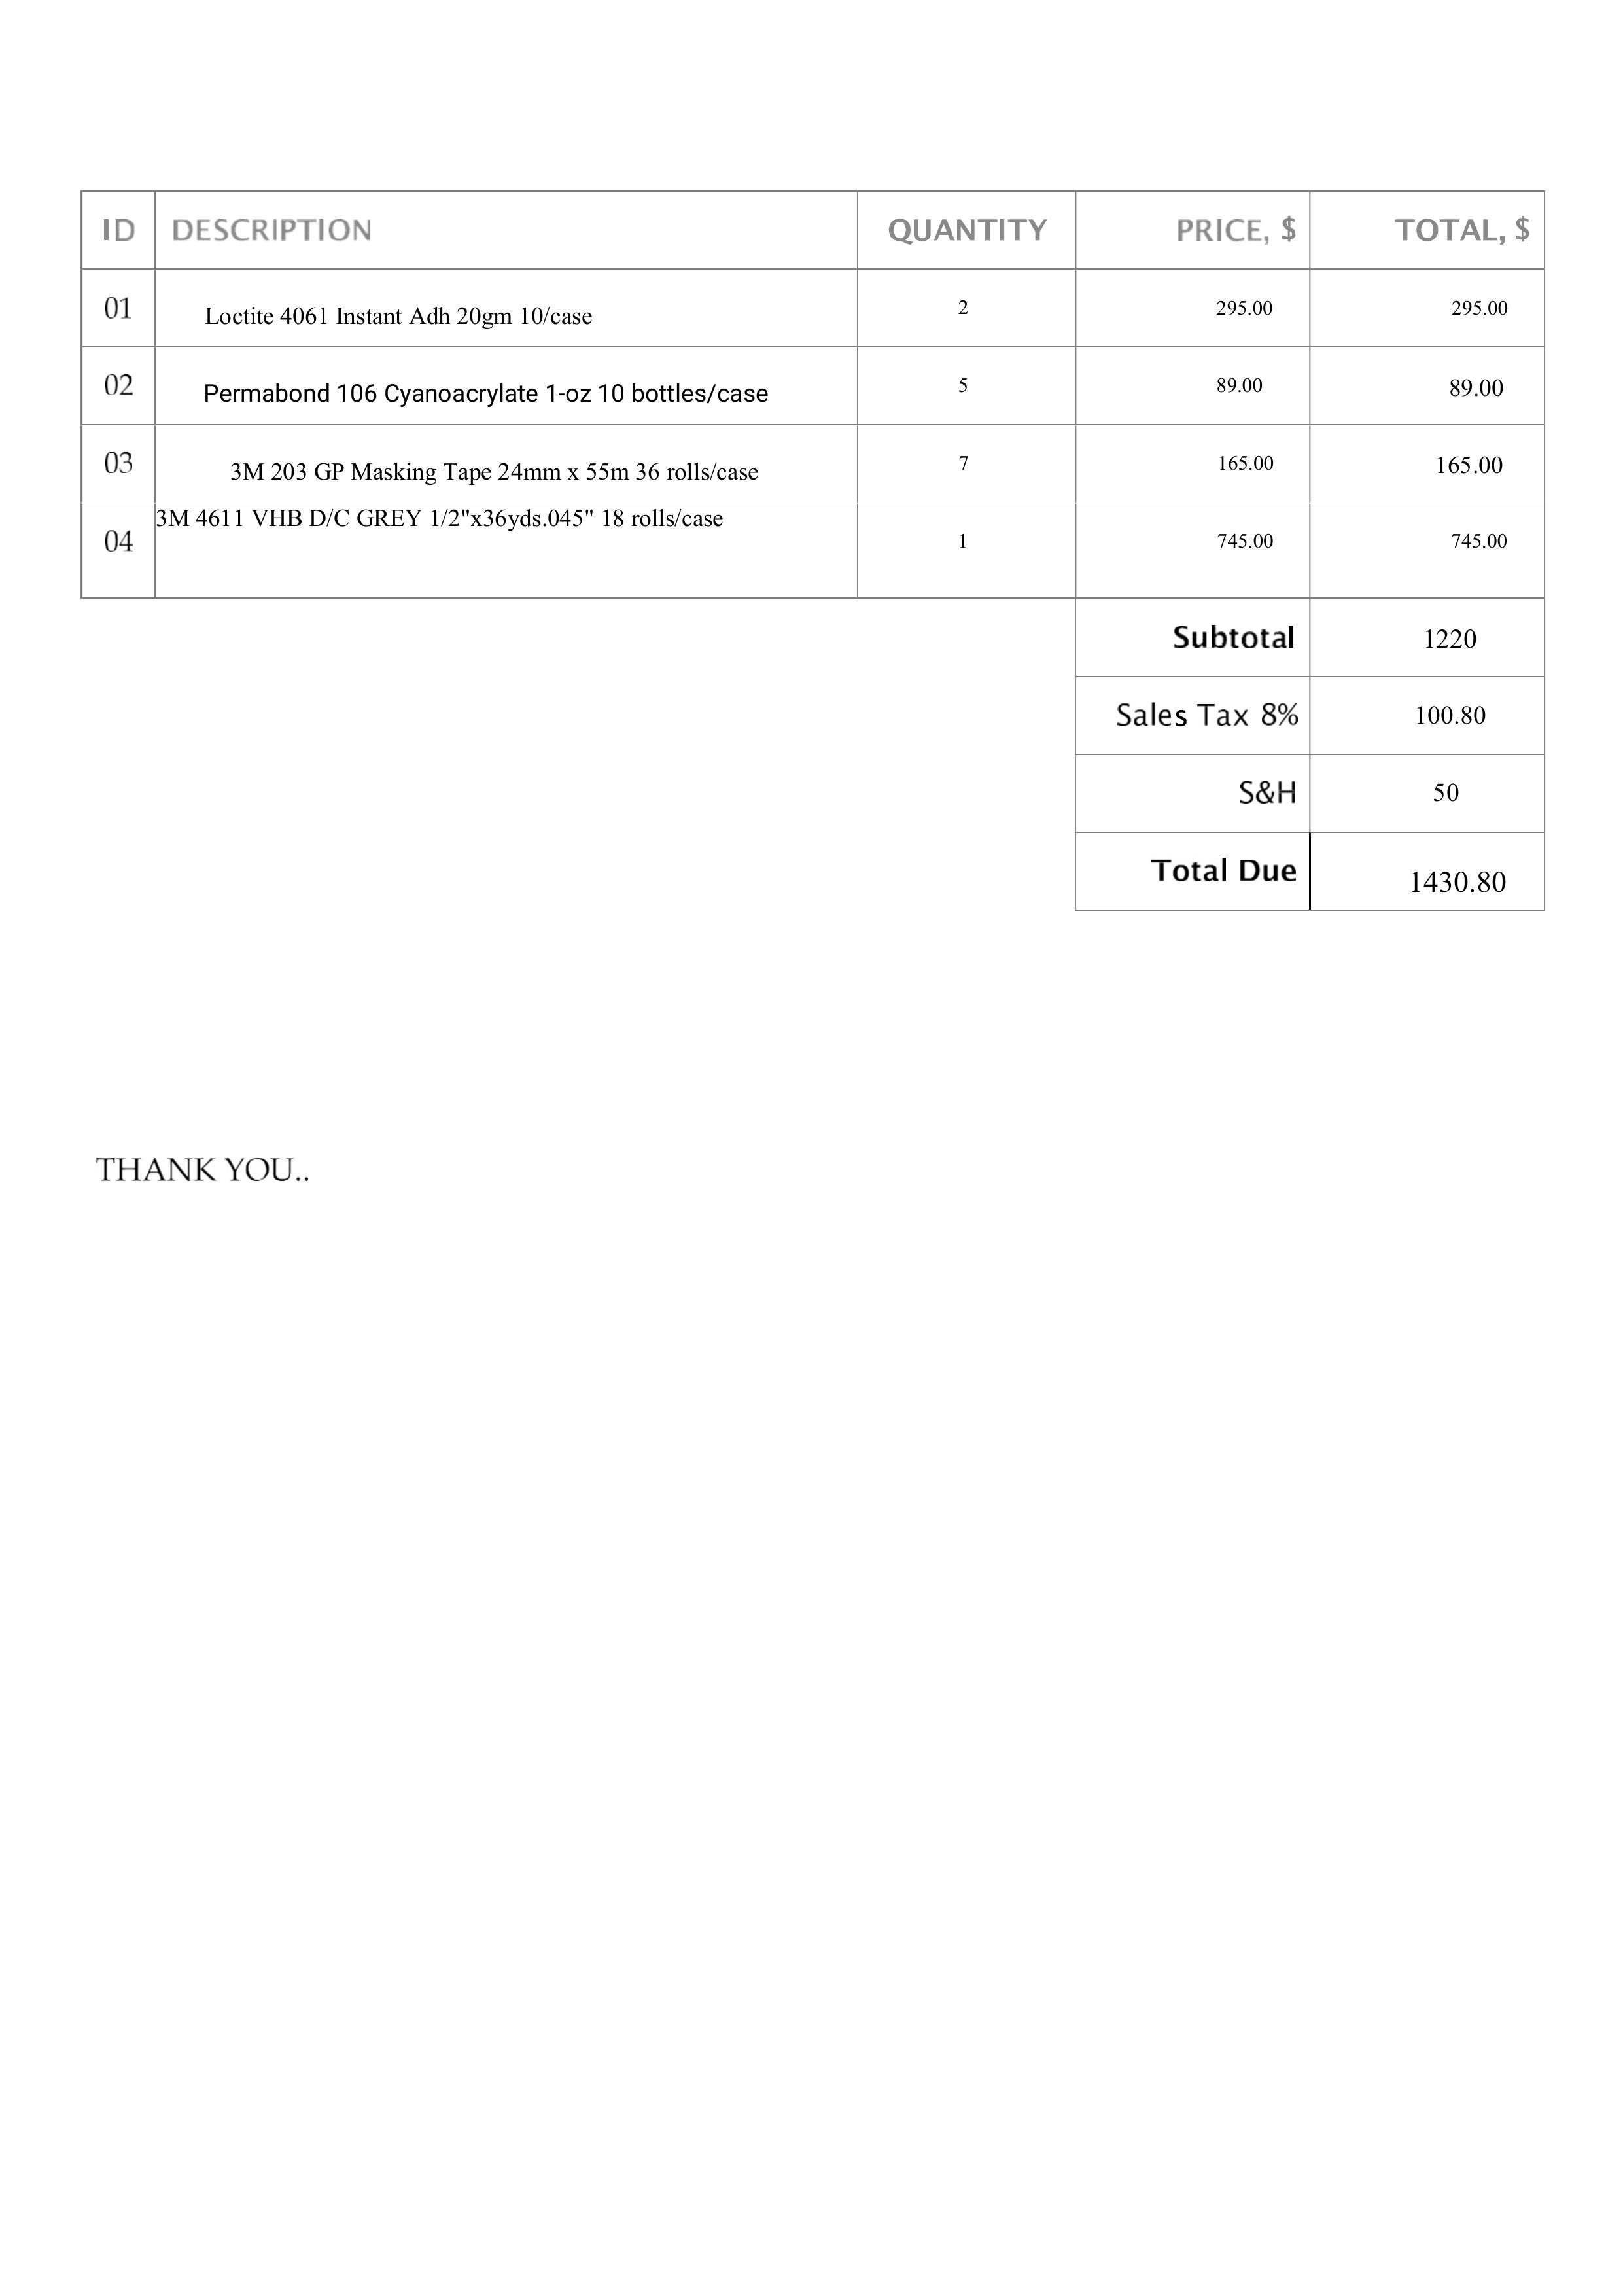 ID DESCRIPTION QUANTITY PRICE, $ TOTAL, $
01 Loctite 4061 Instant Adh 20gm 10/case 2 295.00 295.00
02 Permabond 106 Cyanoacrylate 1-oz 10 bottles/case 5 89.00 89.00
03 3M 203 GP Masking Tape 24mm x 55m 36 rolls/case 7 165.00 165.00
04 3M 4611 VHB D/C GREY 1/2"x36yds.045" 18 rolls/case 1 745.00 745.00
Subtotal 1220
Sales Tax 8% 100.80
S&H 50
Total Due 1430.80
THANK YOU..